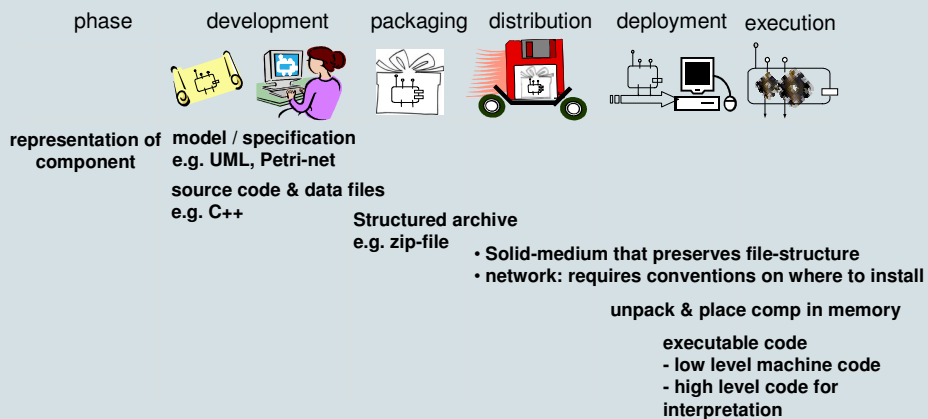 phase development packaging distribution deployment execution
representation of
component
model / specification
e.g. UML, Petri-net
source code & data files
e.g. C++
Structured archive
e.g. zip-file
• Solid-medium that preserves file-structure
• network: requires conventions on where to install
unpack & place comp in memory
executable code
- low level machine code
- high level code for
interpretation